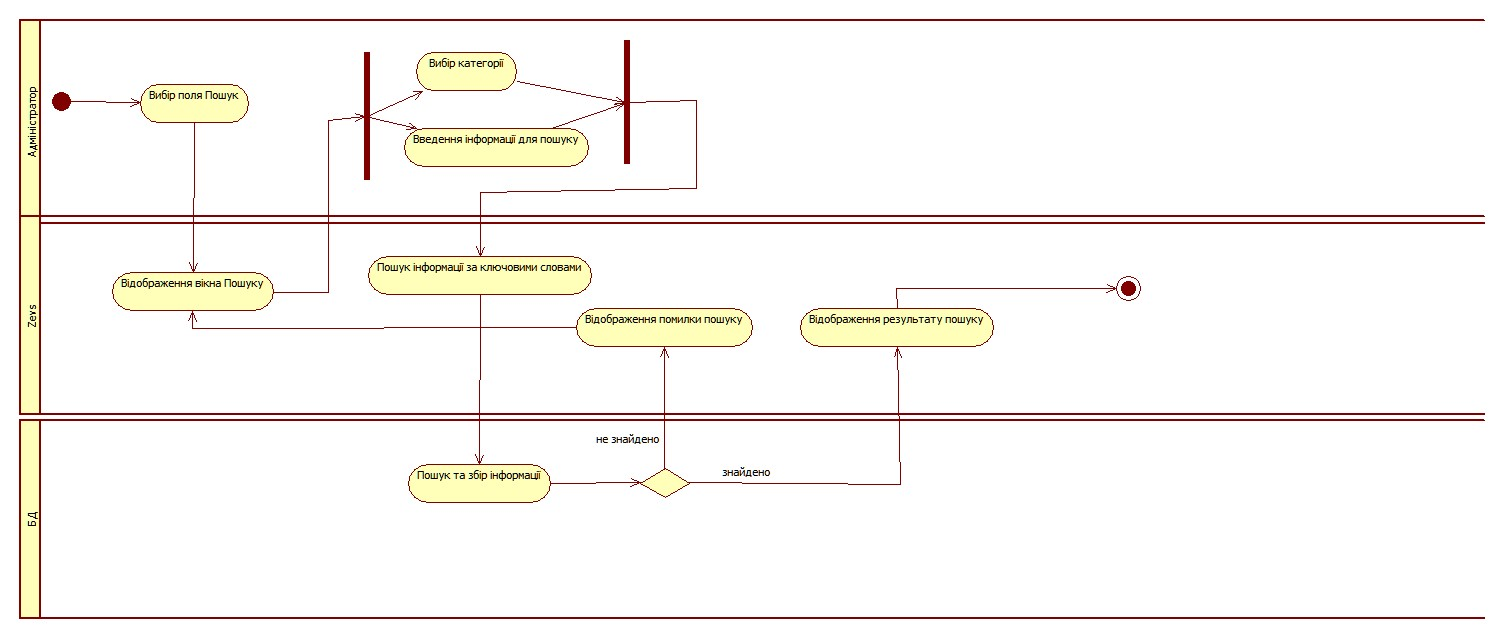 Адміністратор
Вибір поля Пошук
Вибір категорії
Введення інформації для пошуку
Zevs
Відображення вікна Пошуку
Пошук інформації за ключовими словами
Відображення помилки пошуку
Відображення результату пошуку
БД
не знайдено
знайдено
Пошук та збір інформації